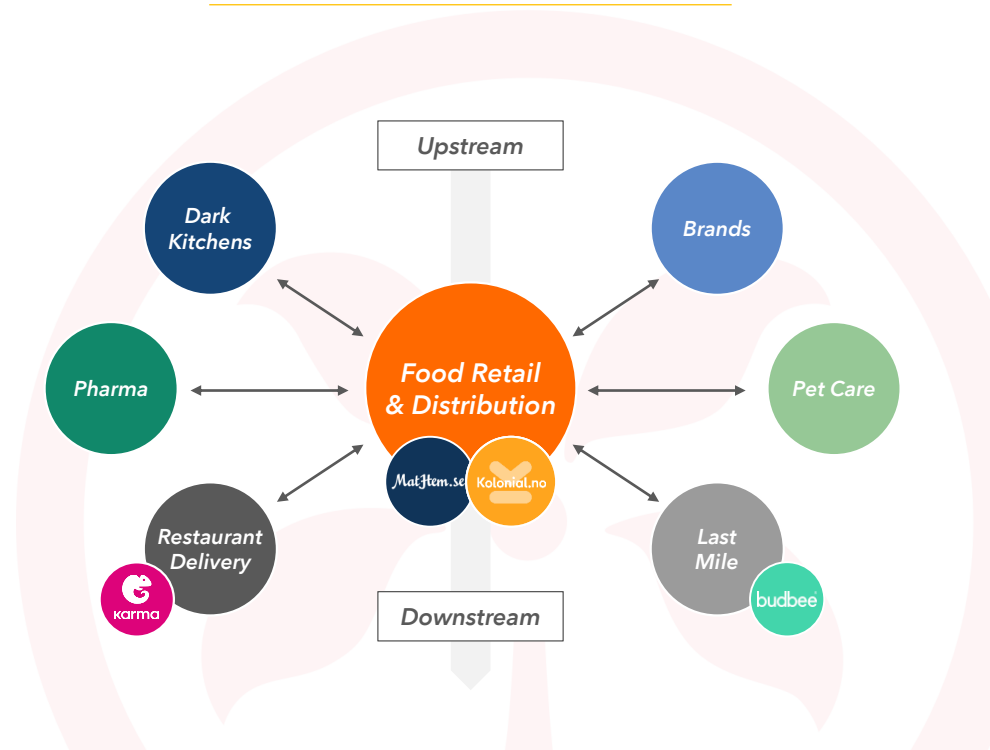 Upstream
Dark
Kitchens
Brands
Pharma
Food Retail
& Distribution
Pet Care
MatHem.se
Kolonial.no
Restaurant
Delivery
Last
Mile
karma
budbee
Downstream